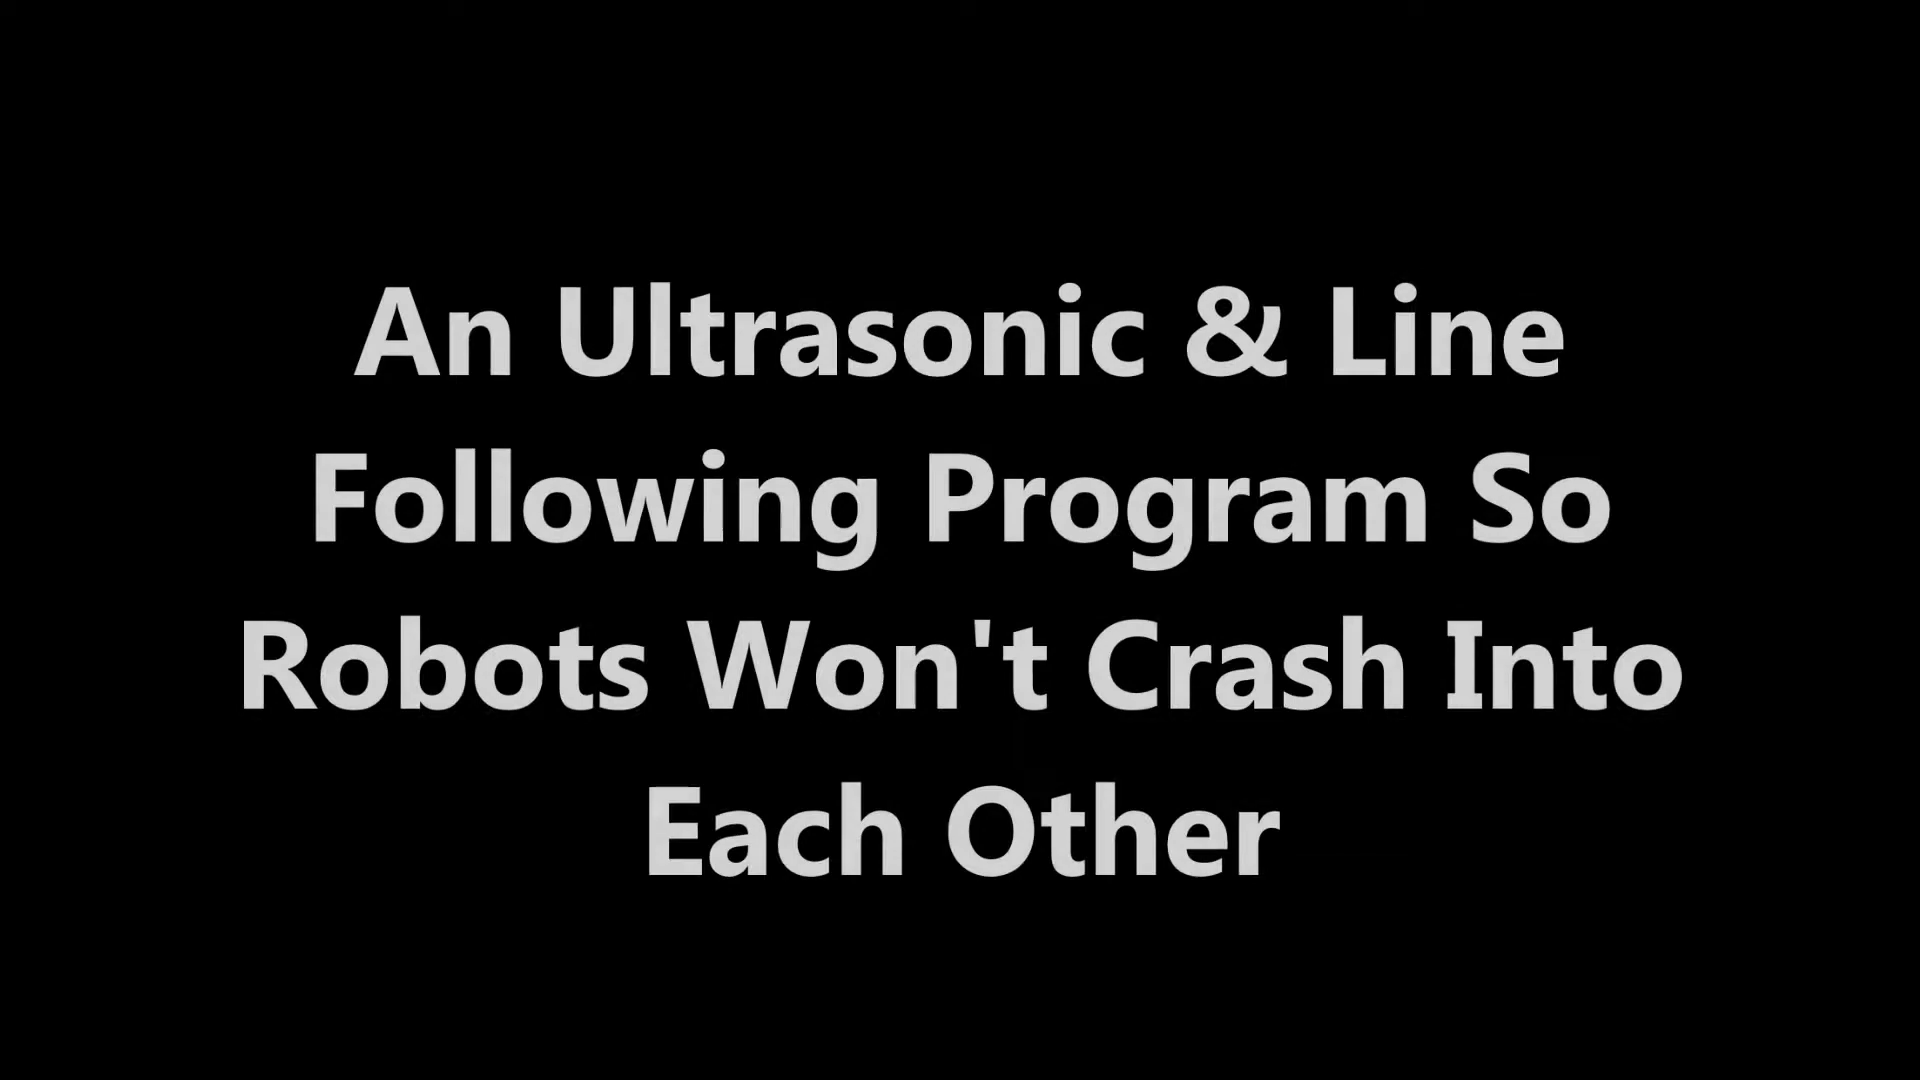 An Ultrasonic & Line
Following Program So
Robots Won't Crash Into
Each Other